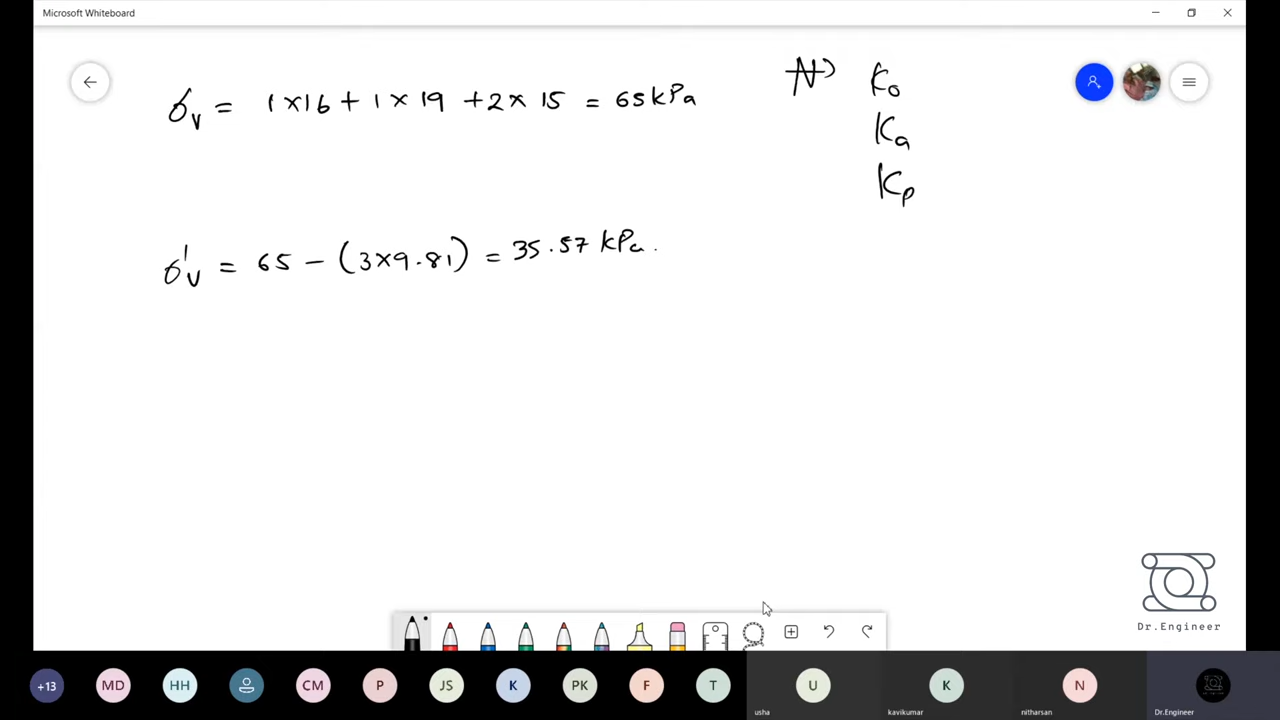 Microsoft Whiteboard
σv = 1×16 + 1×19 + 2×15 = 65 kPa
K₀
Ka
Kp
σ'v = 65 − (3×9.81) = 35.57 kPa.
Dr.Engineer
+13 MD HH CM P JS K PK F T U K N
usha kavikumar nitharsan Dr.Engineer